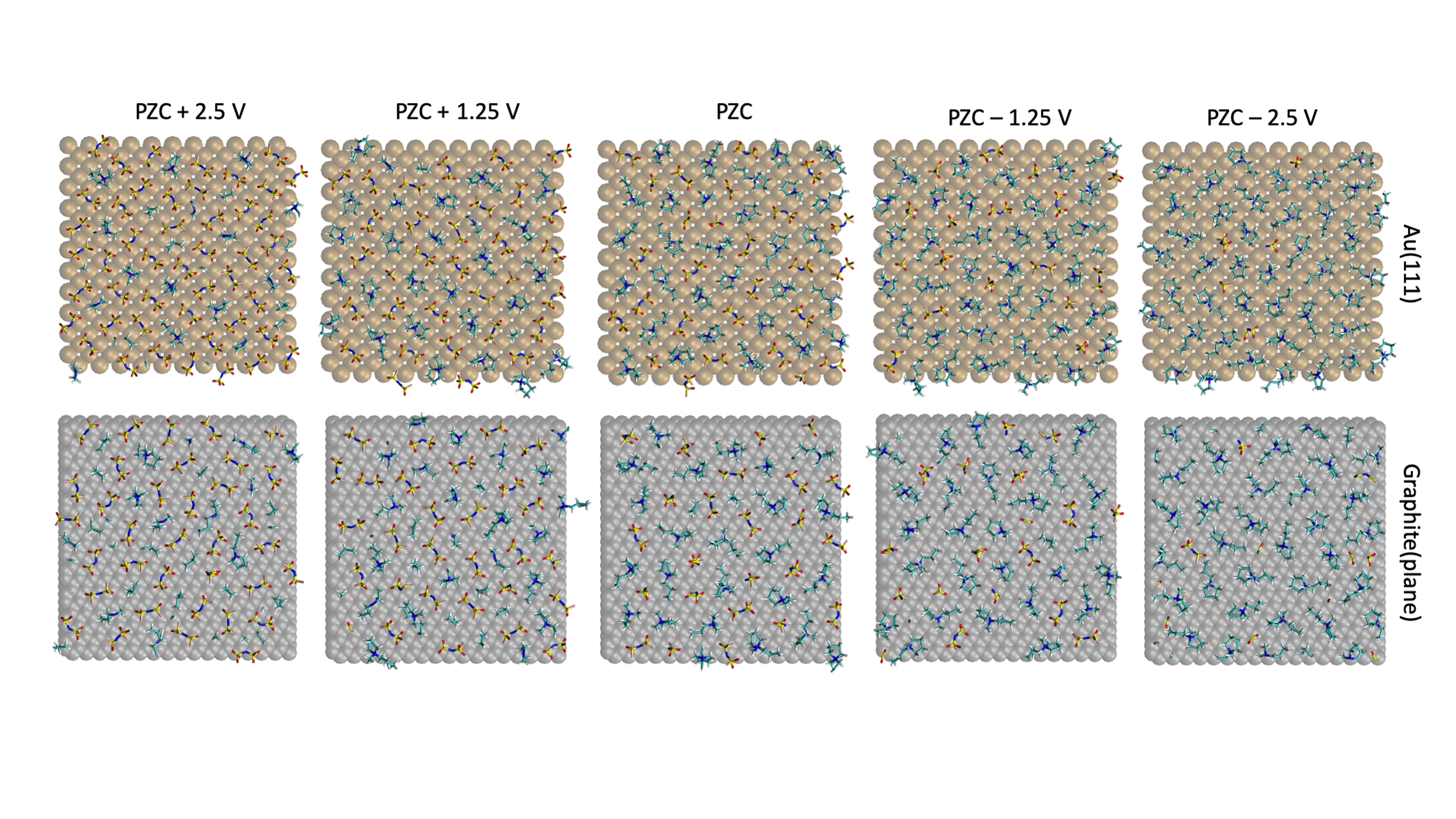 PZC + 2.5 V
PZC + 1.25 V
PZC
PZC – 1.25 V
PZC – 2.5 V
Au(111)
Graphite(plane)